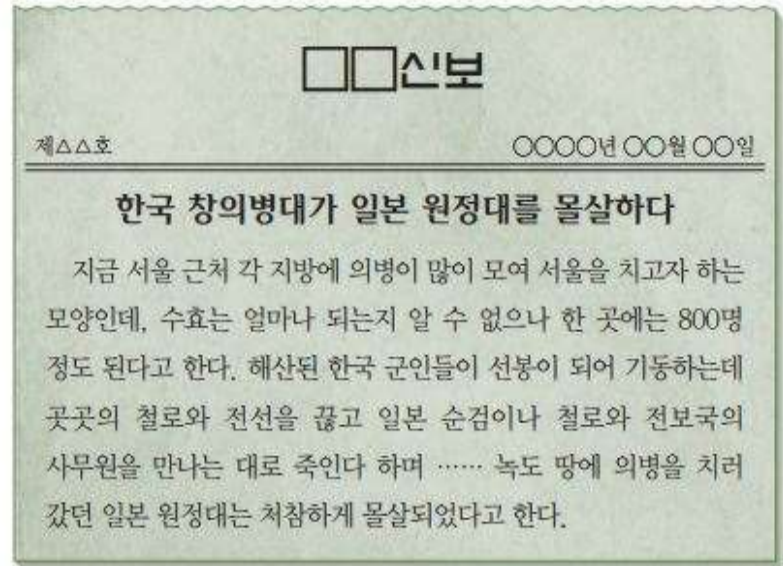 □□신보
제△△호 ○○○○년 ○○월 ○○일
한국 창의병대가 일본 원정대를 몰살하다
지금 서울 근처 각 지방에 의병이 많이 모여 서울을 치고자 하는
모양인데, 수효는 얼마나 되는지 알 수 없으나 한 곳에는 800명
정도 된다고 한다. 해산된 한국 군인들이 선봉이 되어 기동하는데
곳곳의 철로와 전선을 끊고 일본 순검이나 철로와 전보국의
사무원을 만나는 대로 죽인다 하며 …… 녹도 땅에 의병을 치러
갔던 일본 원정대는 처참하게 몰살되었다고 한다.